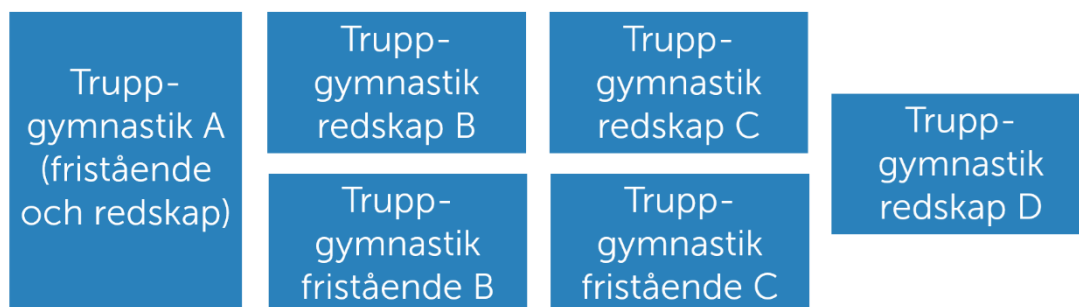 Trupp-
gymnastik A
(fristående
och redskap)
Trupp-
gymnastik
redskap B
Trupp-
gymnastik
fristående B
Trupp-
gymnastik
redskap C
Trupp-
gymnastik
fristående C
Trupp-
gymnastik
redskap D